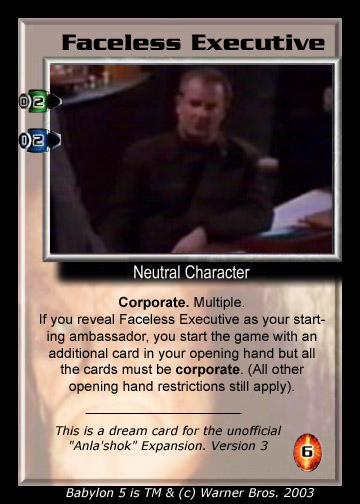 Faceless Executive
D 2
D 2
Neutral Character
Corporate. Multiple.
If you reveal Faceless Executive as your start-
ing ambassador, you start the game with an
additional card in your opening hand but all
the cards must be corporate. (All other
opening hand restrictions still apply).
This is a dream card for the unofficial
"Anla'shok" Expansion. Version 3
6
Babylon 5 is TM & (c) Warner Bros. 2003